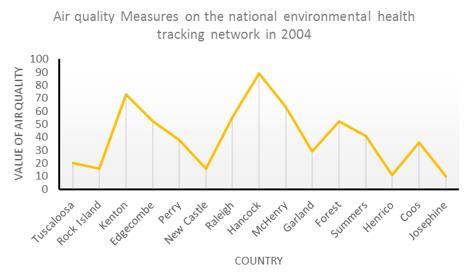 Air quality Measures on the national environmental health
tracking network in 2004
VALUE OF AIR QUALITY
100
90
80
70
60
50
40
30
20
10
0
Tuscaloosa
Rock Island
Kenton
Edgecombe
Perry
New Castle
Raleigh
Hancock
McHenry
Garland
Forest
Summers
Henrico
Coos
Josephine
COUNTRY